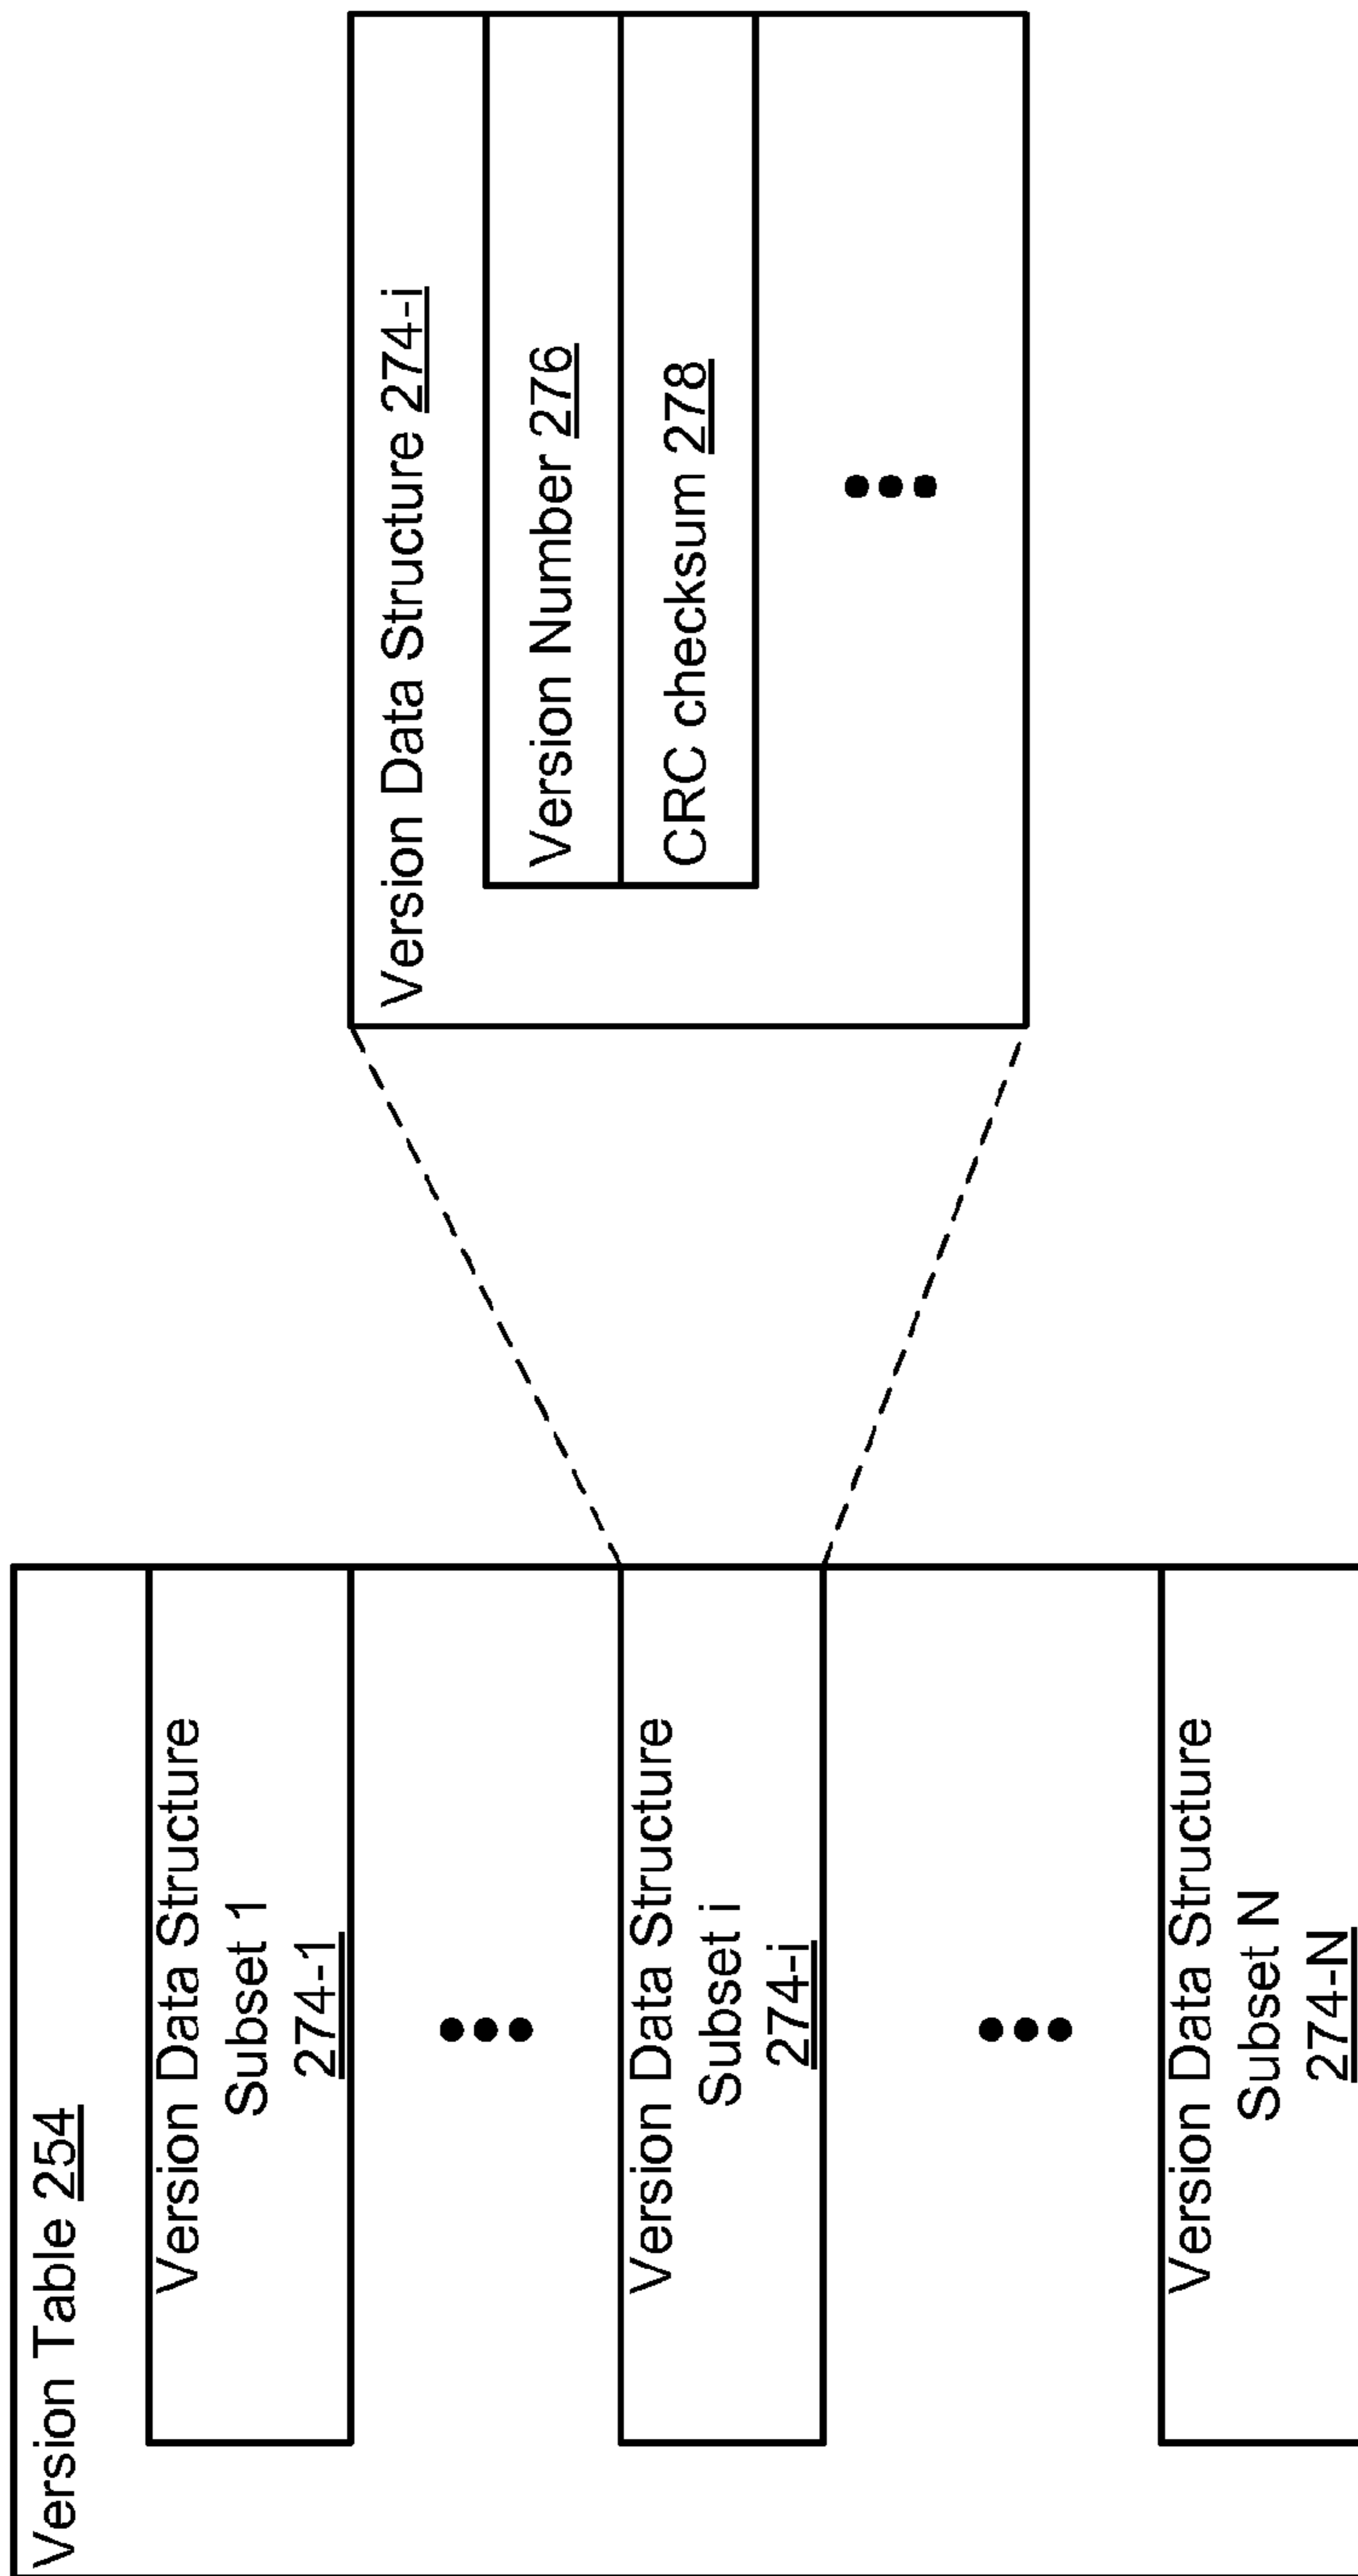 Version Table 254
Version Data Structure
Subset 1
274-1
Version Data Structure
Subset i
274-i
Version Data Structure
Subset N
274-N
Version Data Structure 274-i
Version Number 276
CRC checksum 278